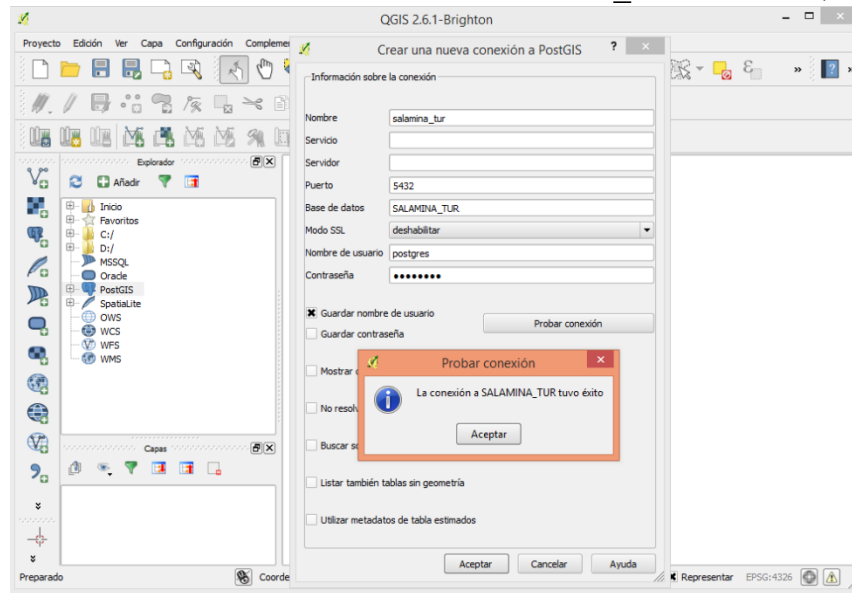 QGIS 2.6.1-Brighton
Proyecto Edición Ver Capa Configuración
Crear una nueva conexión a PostGIS
Información sobre la conexión
Nombre salamina_tur
Servicio
Servidor
Puerto 5432
Base de datos SALAMINA_TUR
Modo SSL deshabilitar
Nombre de usuario postgres
Contraseña ●●●●●●●●
Guardar nombre de usuario
Guardar contraseña
Probar conexión
Mostrar
No resolv
Buscar
Listar también tablas sin geometría
Utilizar metadatos de tabla estimados
Aceptar Cancelar Ayuda
Probar conexión
La conexión a SALAMINA_TUR tuvo éxito
Aceptar
Explorador
Añadir
Inicio
Favoritos
C:/
D:/
MSSQL
Oracle
PostGIS
SpatiaLite
OWS
WCS
WFS
WMS
Capas
Preparado
Coorde
Representar EPSG:4326